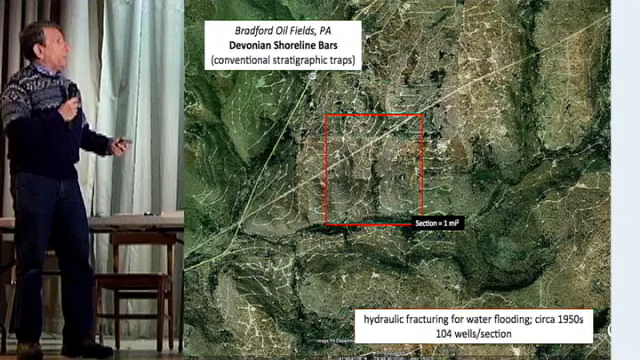 Bradford Oil Fields, PA
Devonian Shoreline Bars
(conventional stratigraphic traps)
Section = 1 mi²
hydraulic fracturing for water flooding; circa 1950s
104 wells/section